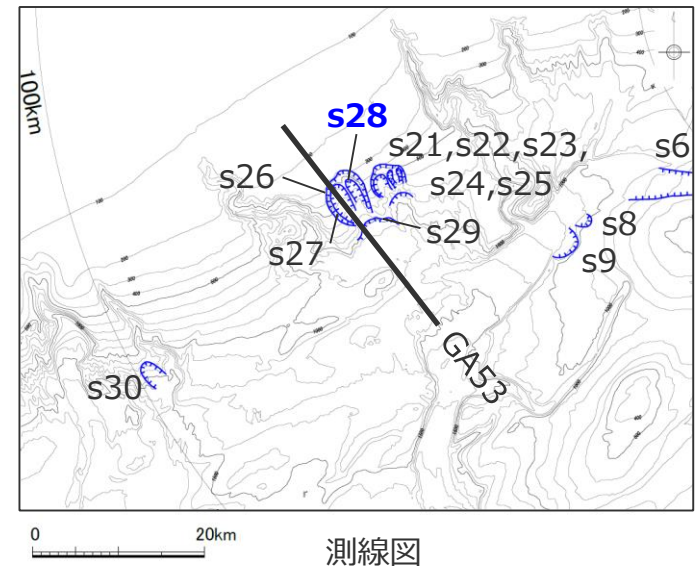 100km
s28
s21,s22,s23,
s24,s25
s26
s27
s29
s6
s8
s9
GA53
s30
0 20km
測線図